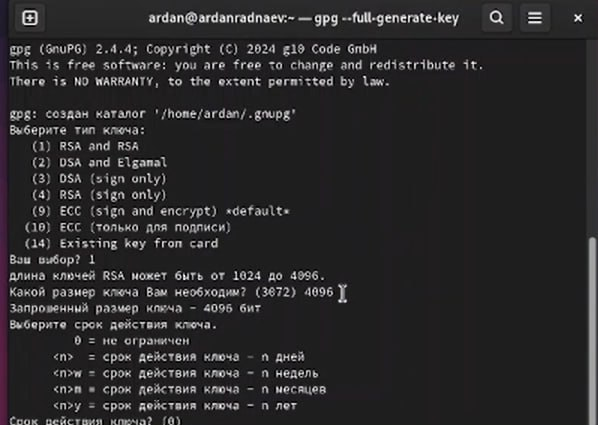 ardan@ardanradnaev:~ — gpg --full-generate-key
gpg (GnuPG) 2.4.4; Copyright (C) 2024 g10 Code GmbH
This is free software: you are free to change and redistribute it.
There is NO WARRANTY, to the extent permitted by law.
gpg: создан каталог '/home/ardan/.gnupg'
Выберите тип ключа:
(1) RSA and RSA
(2) DSA and Elgamal
(3) DSA (sign only)
(4) RSA (sign only)
(9) ECC (sign and encrypt) *default*
(10) ECC (только для подписи)
(14) Existing key from card
Ваш выбор? 1
длина ключей RSA может быть от 1024 до 4096.
Какой размер ключа Вам необходим? (3072) 4096
Запрошенный размер ключа - 4096 бит
Выберите срок действия ключа.
0 = не ограничен
<n> = срок действия ключа - n дней
<n>w = срок действия ключа - n недель
<n>m = срок действия ключа - n месяцев
<n>y = срок действия ключа - n лет
Срок действия ключа? (0)